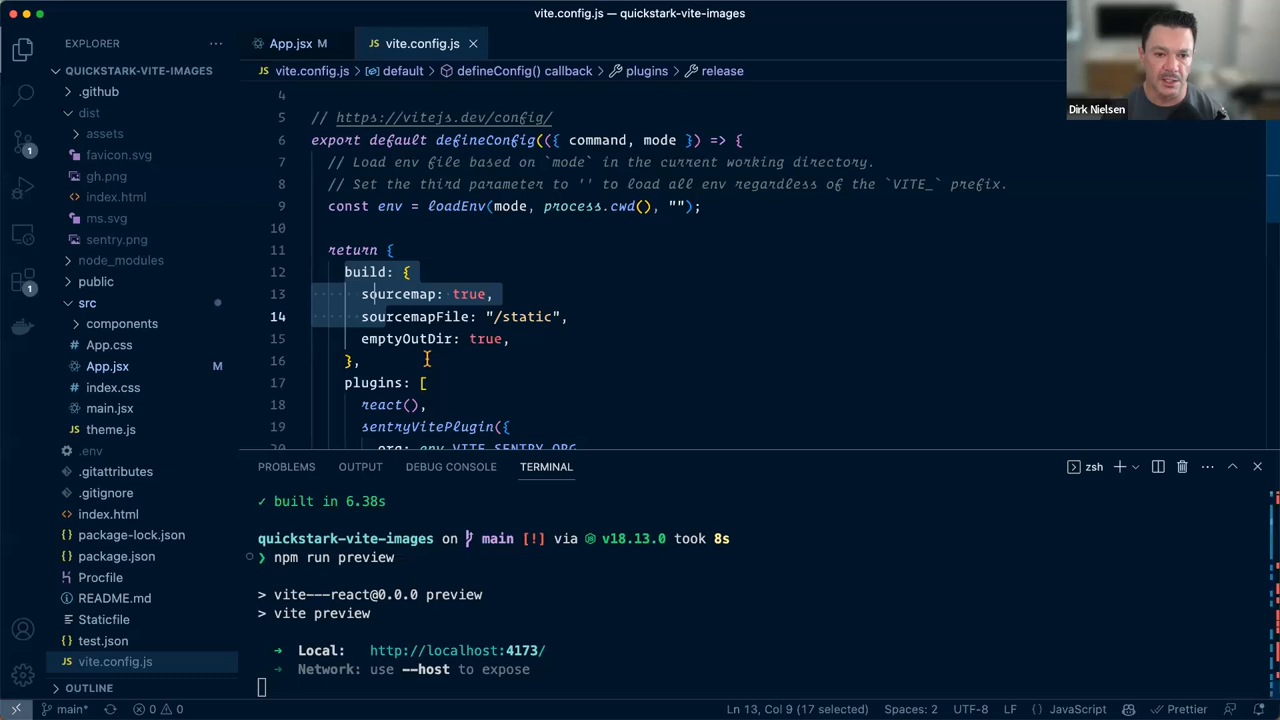 vite.config.js — quickstark-vite-images
EXPLORER
App.jsx M
JS vite.config.js
QUICKSTARK-VITE-IMAGES
.github
dist
assets
favicon.svg
gh.png
index.html
ms.svg
sentry.png
node_modules
public
src
components
App.css
App.jsx M
index.css
main.jsx
theme.js
.env
.gitattributes
.gitignore
index.html
package-lock.json
package.json
Procfile
README.md
Staticfile
test.json
vite.config.js
OUTLINE
JS vite.config.js > default > defineConfig() callback > plugins > release
4
5 // https://vitejs.dev/config/
6 export default defineConfig(({ command, mode }) => {
7 // Load env file based on `mode` in the current working directory.
8 // Set the third parameter to '' to load all env regardless of the `VITE_` prefix.
9 const env = loadEnv(mode, process.cwd(), "");
10
11 return {
12 build: {
13 sourcemap: true,
14 sourcemapFile: "/static",
15 emptyOutDir: true,
16 },
17 plugins: [
18 react(),
19 sentryVitePlugin({
20 org: env.VITE_SENTRY_ORG,
Dirk Nielsen
PROBLEMS OUTPUT DEBUG CONSOLE TERMINAL
zsh
✓ built in 6.38s
quickstark-vite-images on main [!] via v18.13.0 took 8s
❯ npm run preview
> vite---react@0.0.0 preview
> vite preview
➜ Local: http://localhost:4173/
➜ Network: use --host to expose
1
1
main* 0 0
Ln 13, Col 9 (17 selected) Spaces: 2 UTF-8 LF {} JavaScript Prettier